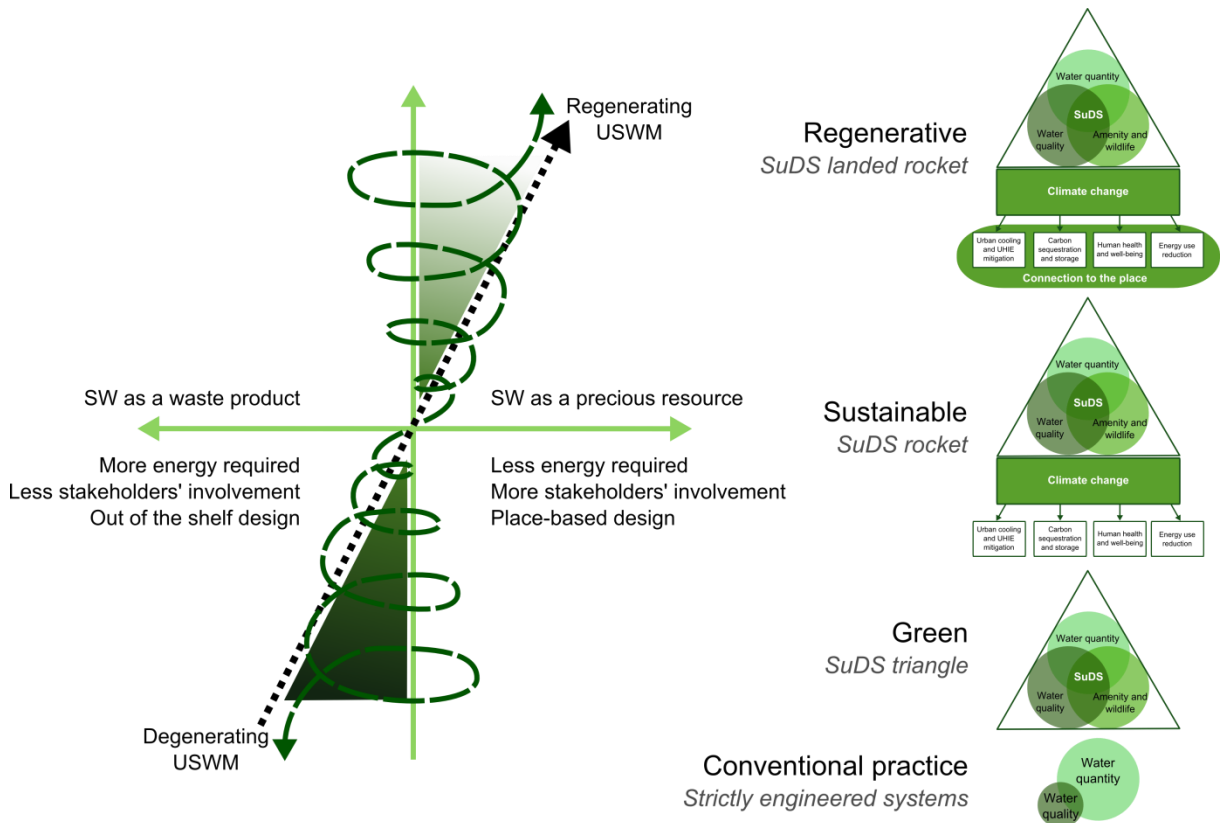 Regenerating
USWM
SW as a waste product
SW as a precious resource
More energy required
Less stakeholders' involvement
Out of the shelf design
Less energy required
More stakeholders' involvement
Place-based design
Degenerating
USWM
Regenerative
SuDS landed rocket
Water quantity
SuDS
Water
quality
Amenity and
wildlife
Climate change
Urban cooling
and UHIE
mitigation
Carbon
sequestration
and storage
Human health
and well-being
Energy use
reduction
Connection to the place
Sustainable
SuDS rocket
Water quantity
SuDS
Water
quality
Amenity and
wildlife
Climate change
Urban cooling
and UHIE
mitigation
Carbon
sequestration
and storage
Human health
and well-being
Energy use
reduction
Green
SuDS triangle
Water quantity
SuDS
Water
quality
Amenity and
wildlife
Conventional practice
Strictly engineered systems
Water
quantity
Water
quality